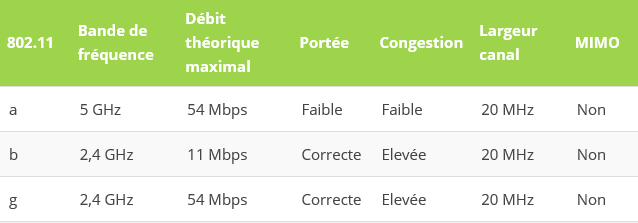 802.11 Bande de fréquence Débit théorique maximal Portée Congestion Largeur canal MIMO
a 5 GHz 54 Mbps Faible Faible 20 MHz Non
b 2,4 GHz 11 Mbps Correcte Elevée 20 MHz Non
g 2,4 GHz 54 Mbps Correcte Elevée 20 MHz Non